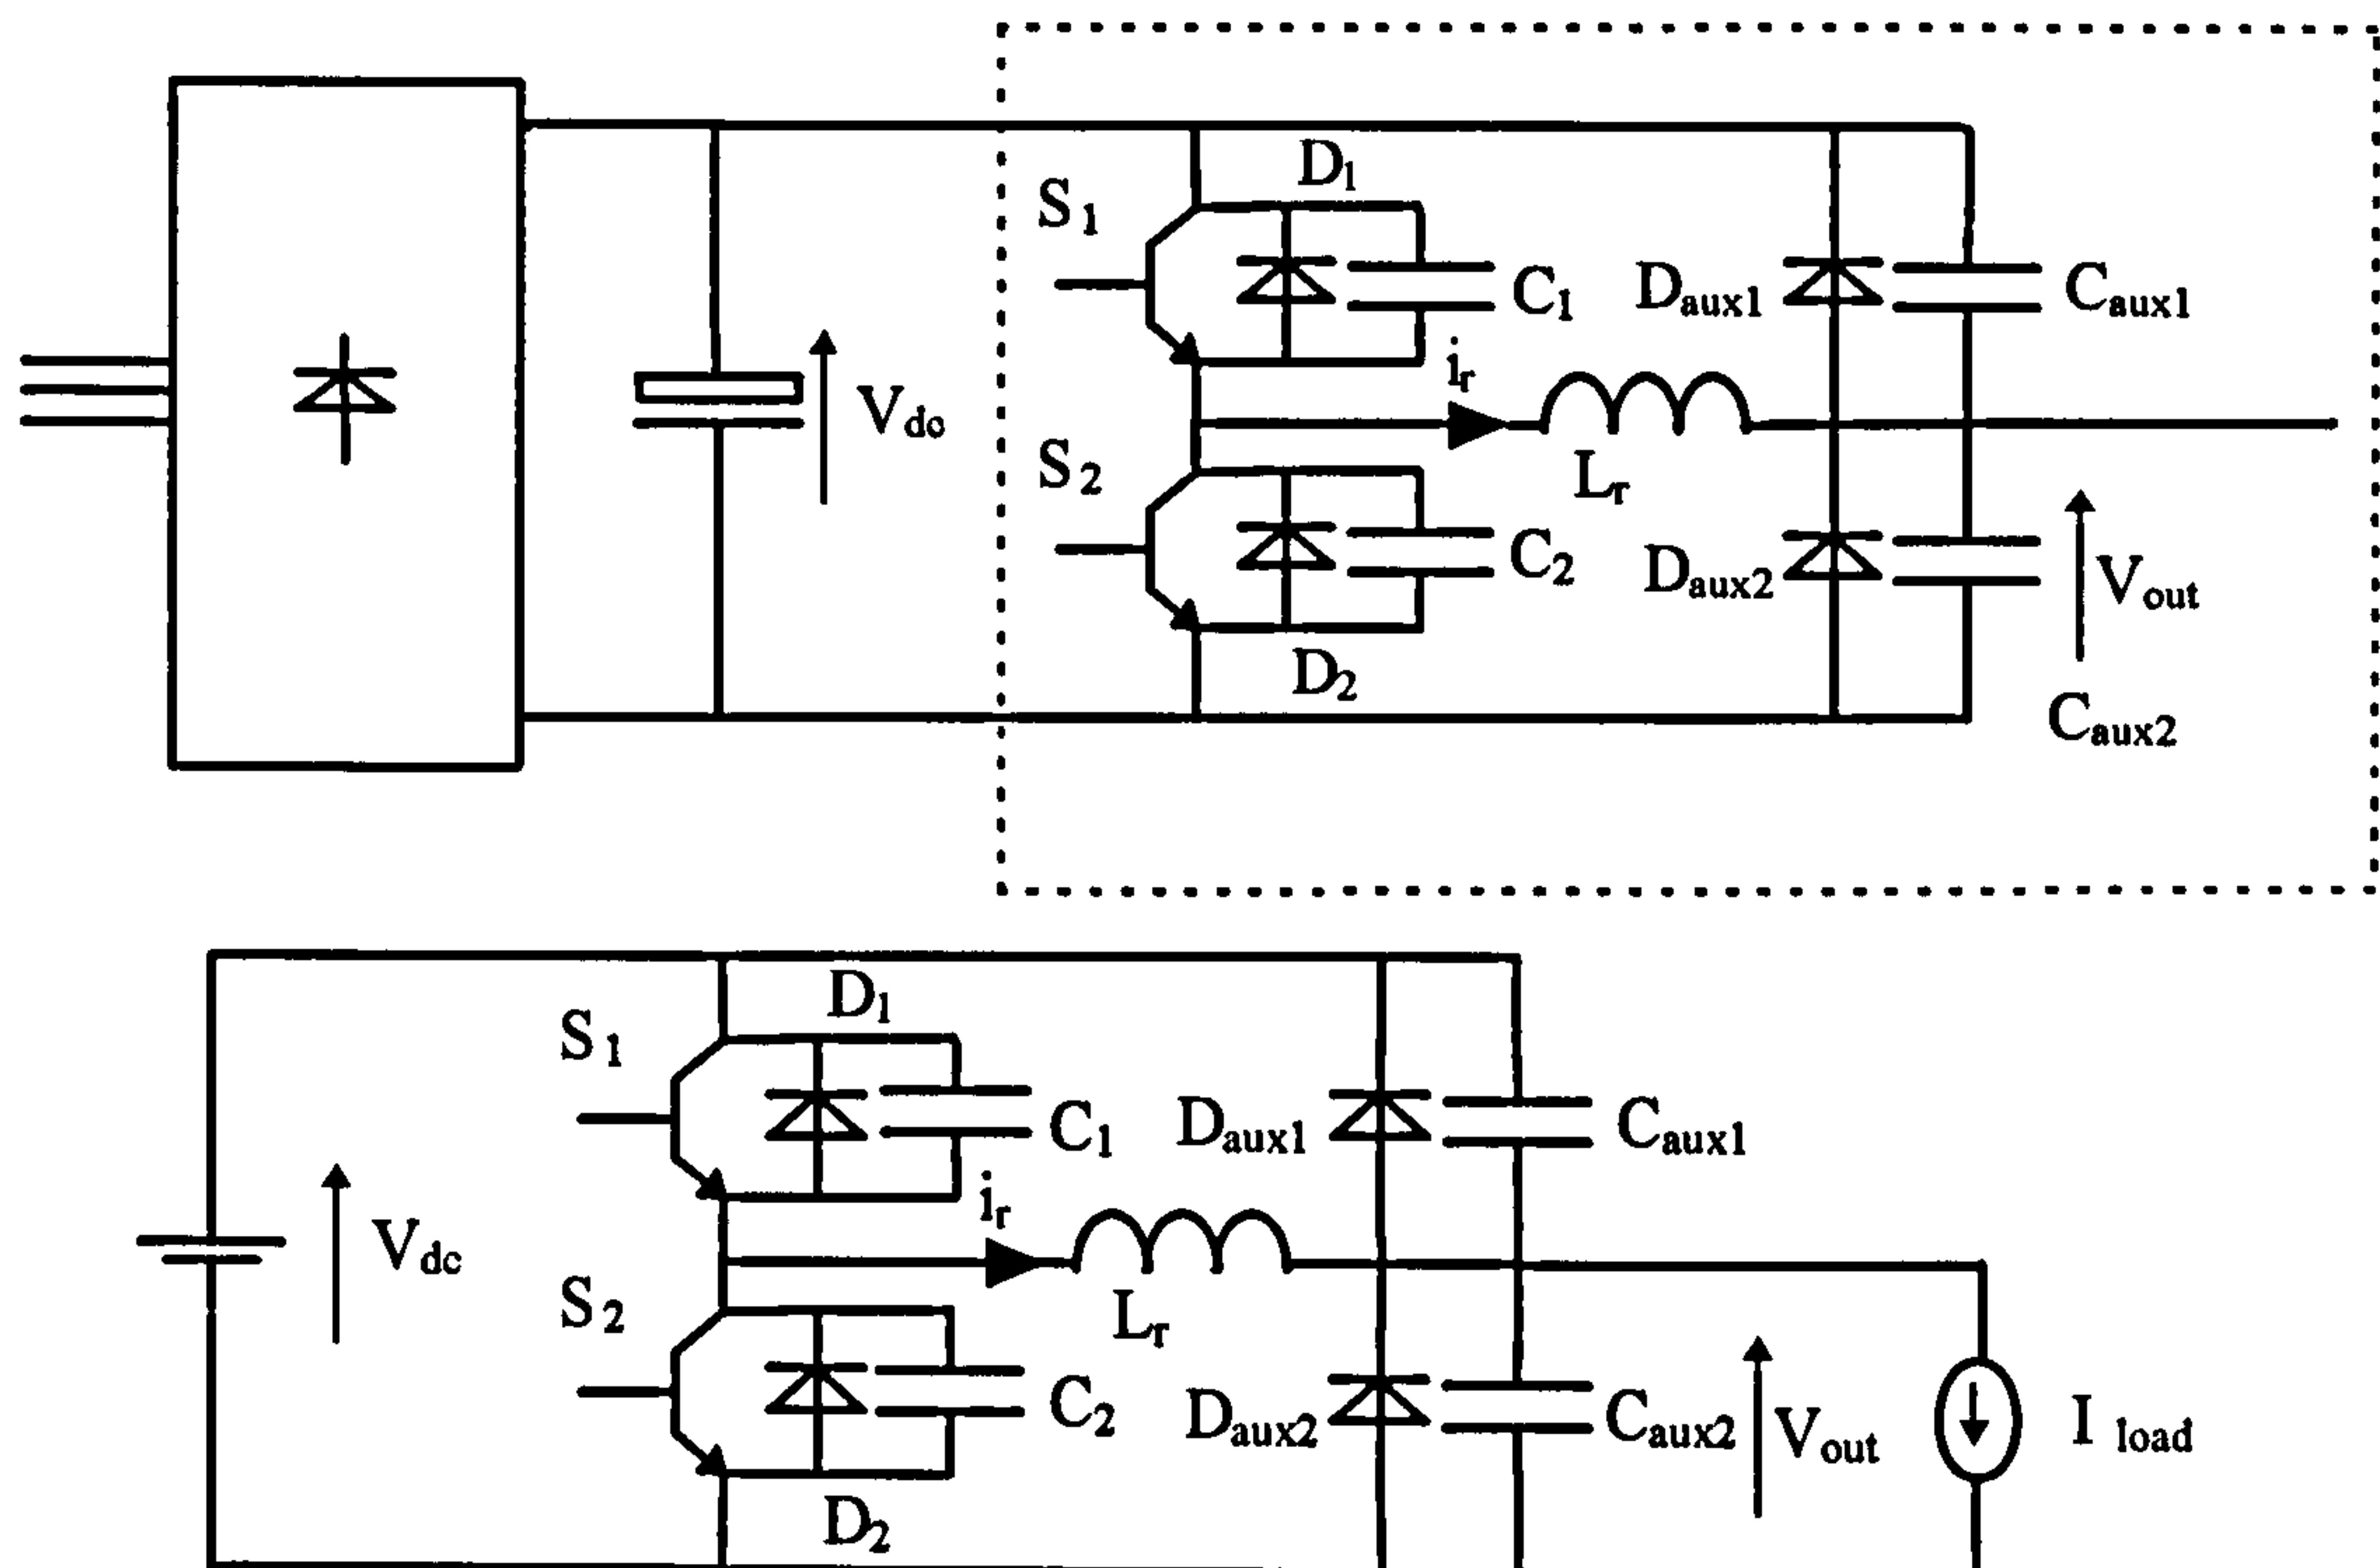 D1
S1
C1
Daux1
Caux1
ir
Vdc
Lr
S2
C2
Daux2
Vout
D2
Caux2
D1
S1
C1
Daux1
Caux1
ir
Vdc
Lr
S2
C2
Daux2
Caux2
Vout
I load
D2